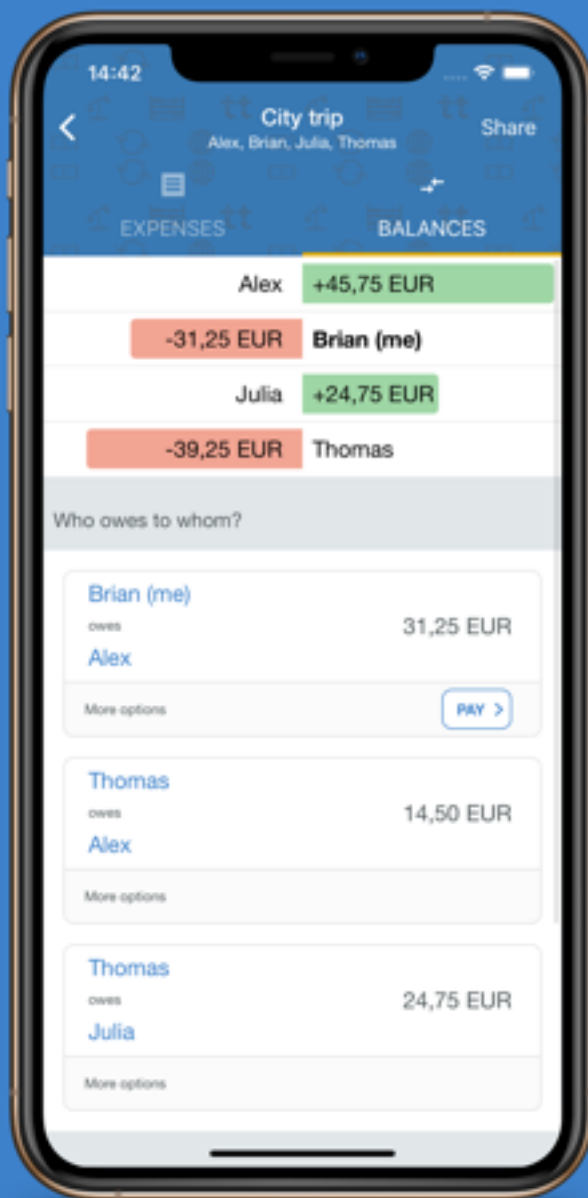 14:42
City trip
Share
Alex, Brian, Julia, Thomas
EXPENSES
BALANCES
Alex +45,75 EUR
-31,25 EUR Brian (me)
Julia +24,75 EUR
-39,25 EUR Thomas
Who owes to whom?
Brian (me)
owes
31,25 EUR
Alex
More options
PAY >
Thomas
owes
14,50 EUR
Alex
More options
Thomas
owes
24,75 EUR
Julia
More options